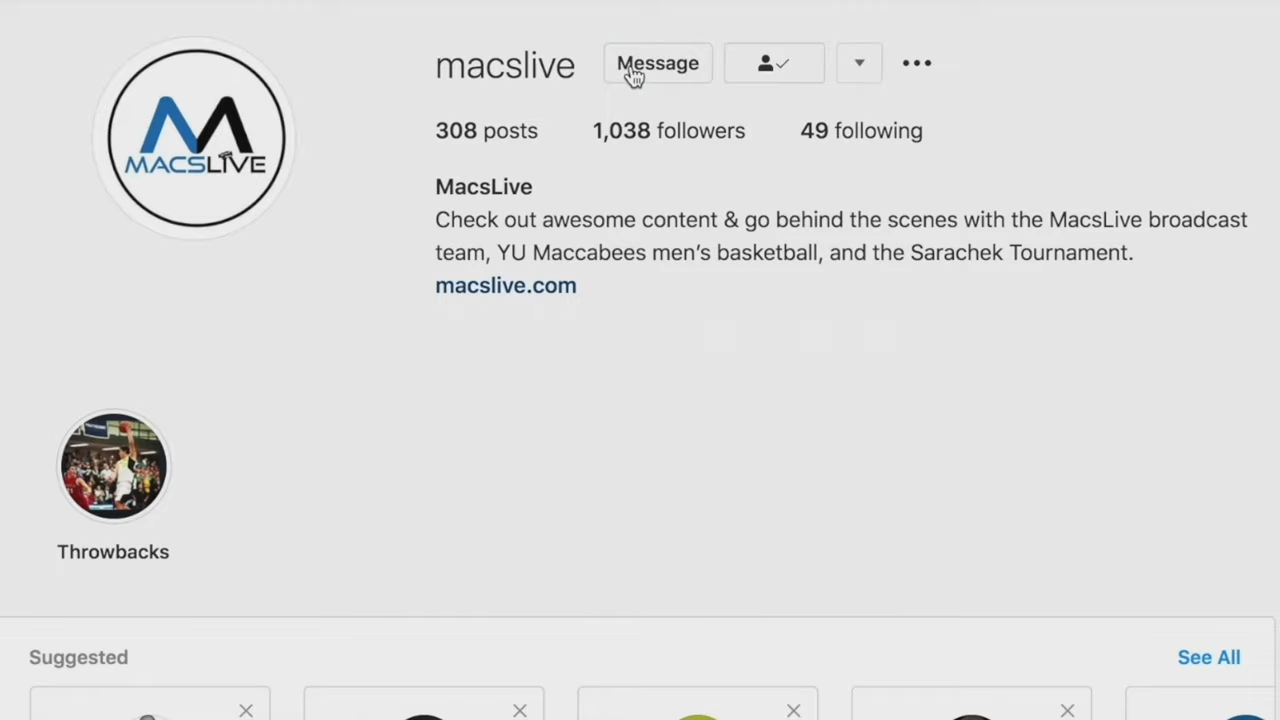 macslive
Message
308 posts
1,038 followers
49 following
MacsLive
Check out awesome content & go behind the scenes with the MacsLive broadcast
team, YU Maccabees men's basketball, and the Sarachek Tournament.
macslive.com
MACSLIVE
Throwbacks
Suggested
See All